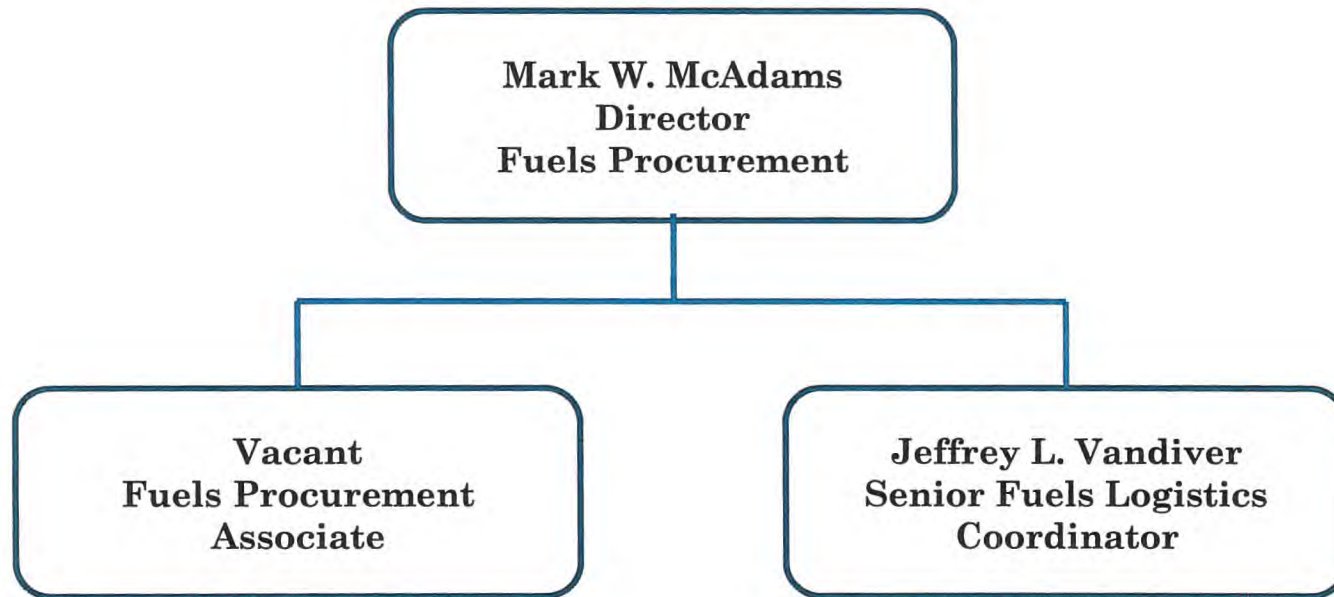 Mark W. McAdams
Director
Fuels Procurement
Vacant
Fuels Procurement
Associate
Jeffrey L. Vandiver
Senior Fuels Logistics
Coordinator